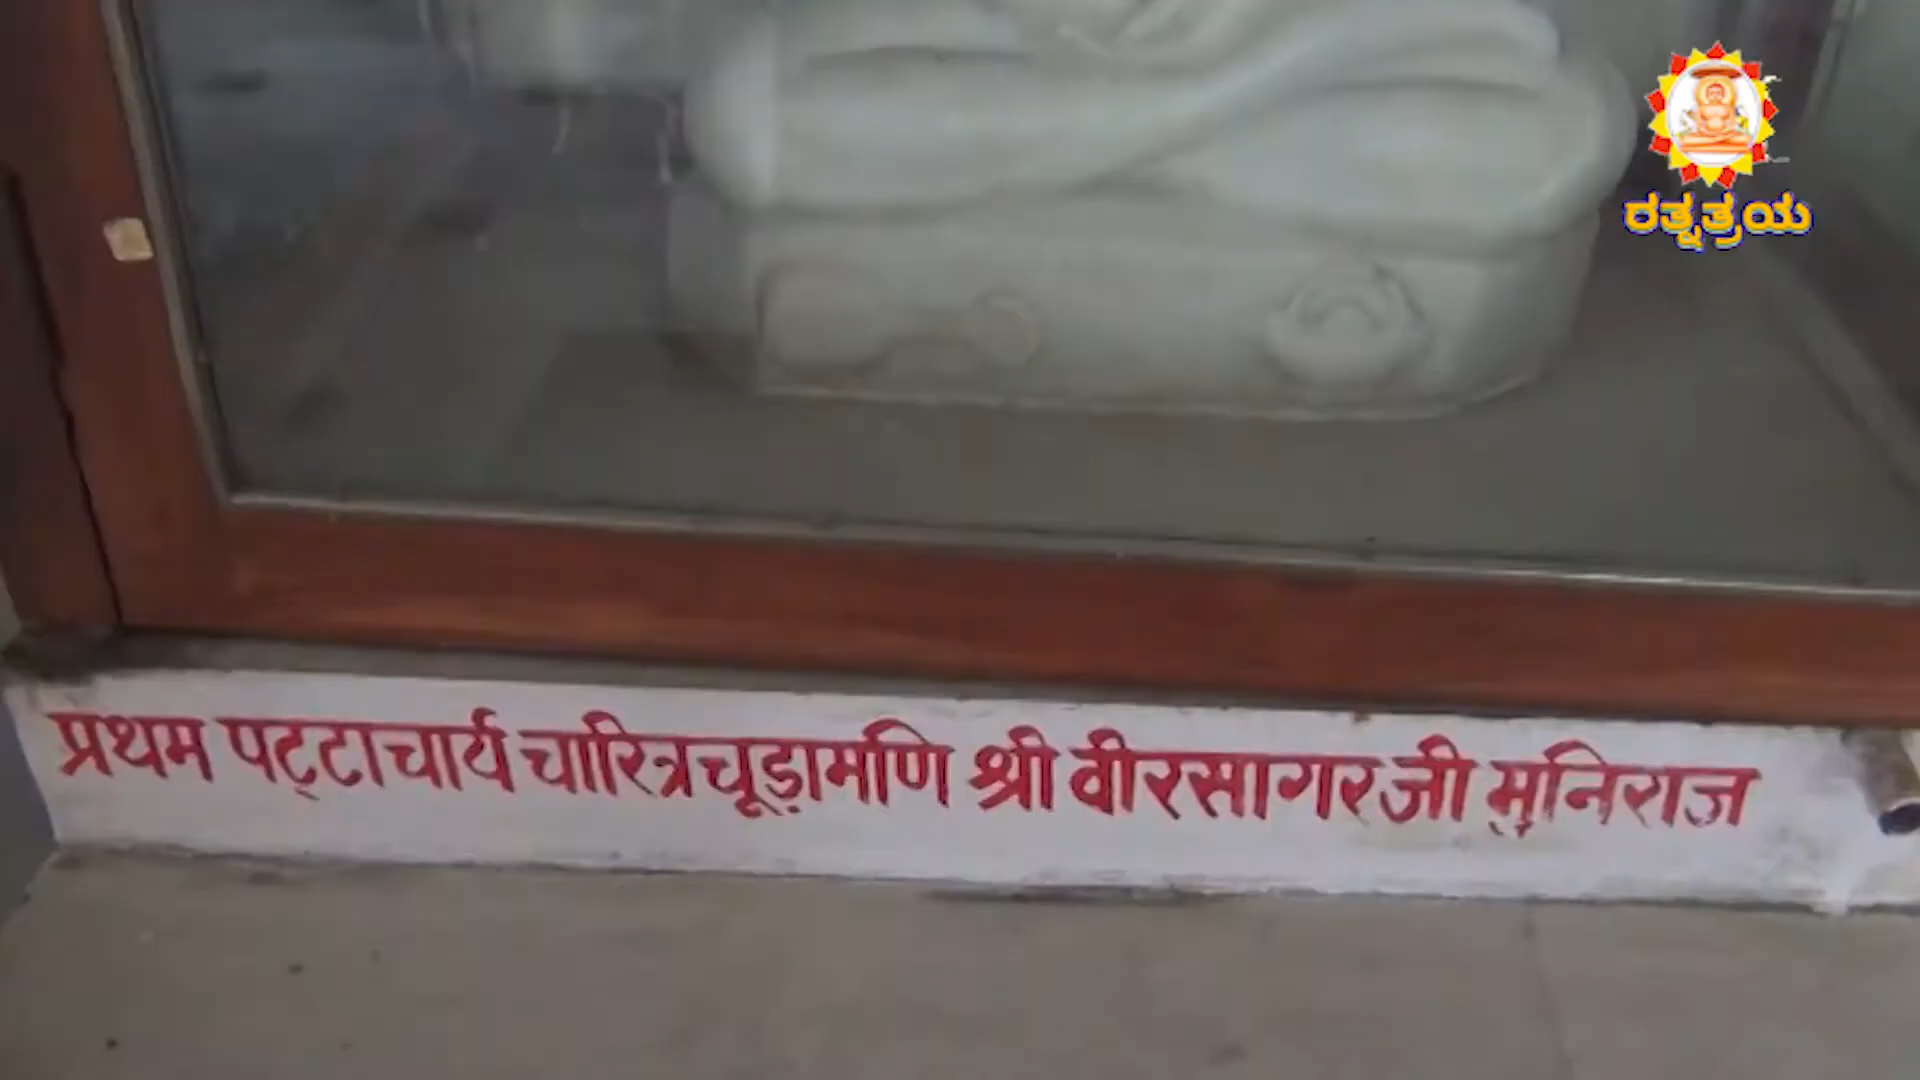 ರತ್ನತ್ರಯ
प्रथम पट्टाचार्य चारित्रचूड़ामणि श्री वीरसागरजी मुनिराज